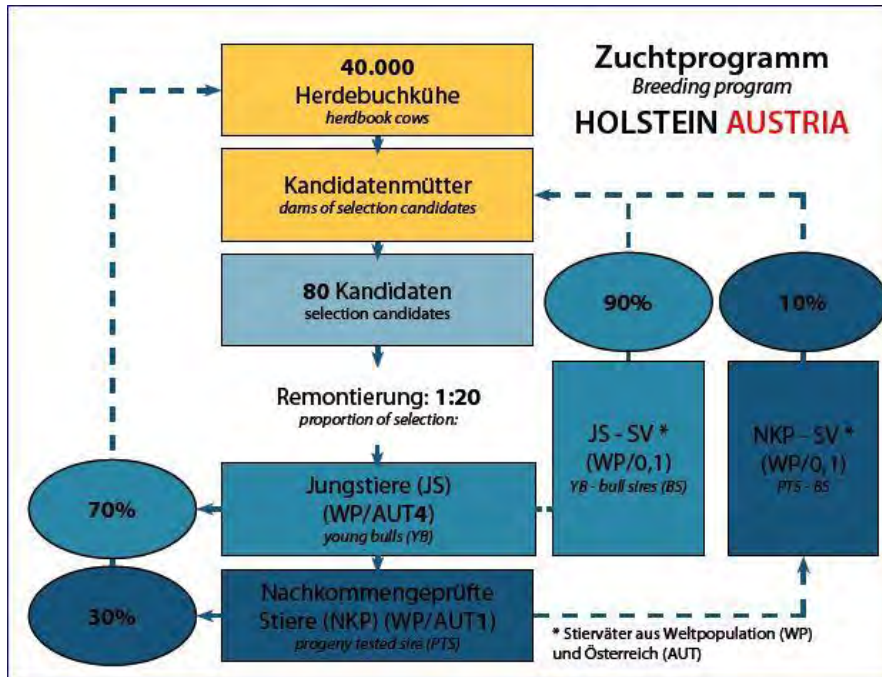 40.000
Herdebuchkühe
herdbook cows
Zuchtprogramm
Breeding program
HOLSTEIN AUSTRIA
Kandidatenmütter
dams of selection candidates
80 Kandidaten
selection candidates
90%
10%
Remontierung: 1:20
proportion of selection:
JS - SV *
(WP/0,1)
YB - bull sires (BS)
NKP - SV *
(WP/0,1)
PTS - BS
Jungstiere (JS)
(WP/AUT4)
young bulls (YB)
70%
Nachkommengeprüfte
Stiere (NKP) (WP/AUT1)
progeny tested sire (PTS)
30%
* Stierväter aus Weltpopulation (WP)
und Österreich (AUT)